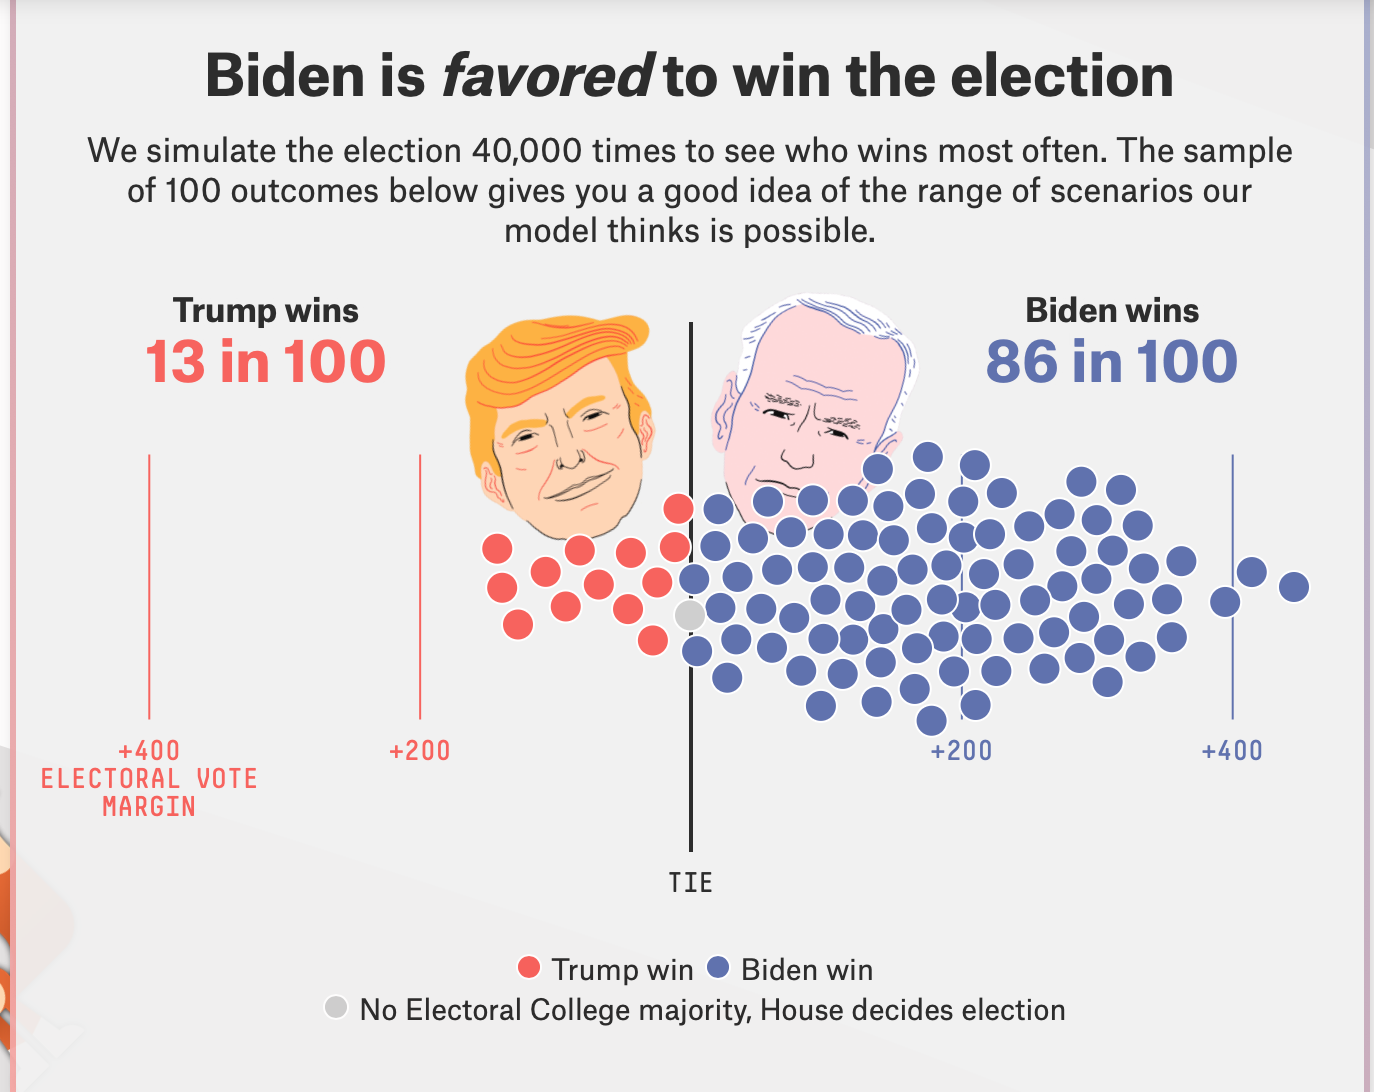 Biden is favored to win the election
We simulate the election 40,000 times to see who wins most often. The sample
of 100 outcomes below gives you a good idea of the range of scenarios our
model thinks is possible.
Trump wins
13 in 100
Biden wins
86 in 100
+400
ELECTORAL VOTE
MARGIN
+200
+200
+400
TIE
Trump win
Biden win
No Electoral College majority, House decides election